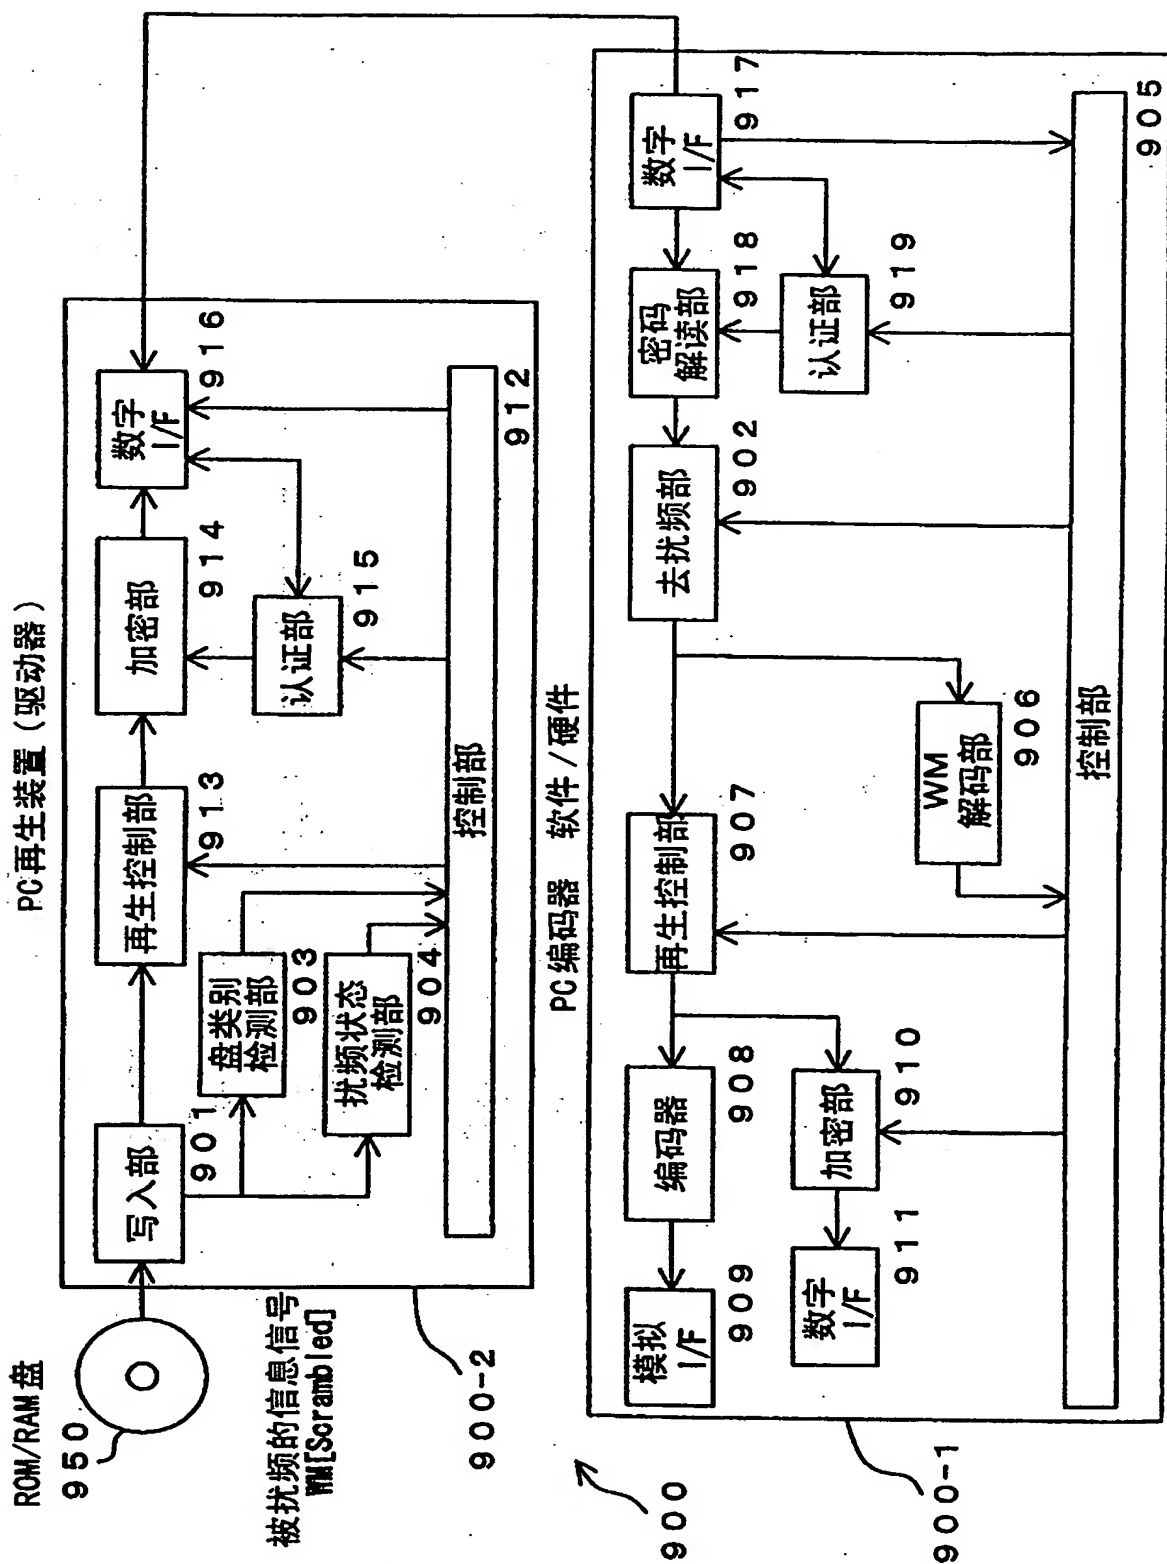 ROM/RAM盘
950
PC再生装置(驱动器)
写入部
901
再生控制部
913
加密部
914
数字
I/F
916
盘类别
检测部
903
扰频状态
检测部
904
认证部
915
控制部
912
被扰频的信息信号
WM[Scrambled]
900-2
PC编码器 软件/硬件
模拟
I/F
909
编码器
908
再生控制部
907
去扰频部
902
密码
解读部
918
数字
I/F
917
数字
I/F
911
加密部
910
WM
解码部
906
认证部
919
控制部
905
900
900-1